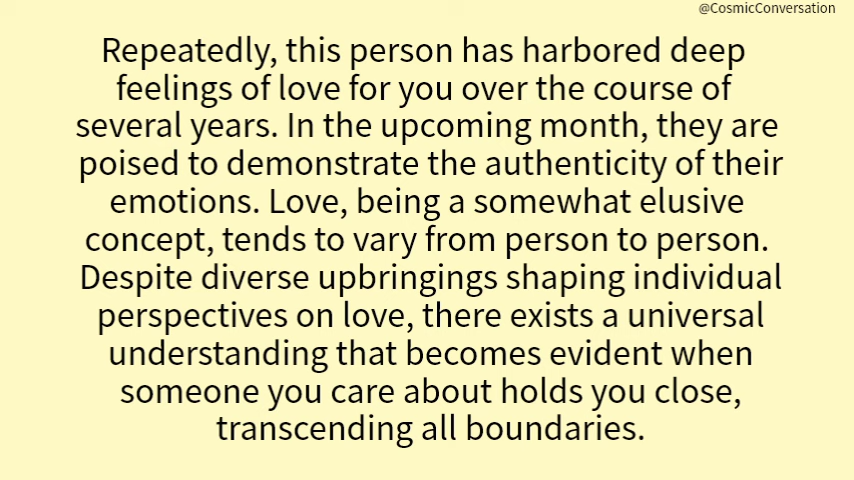 @CosmicConversation
Repeatedly, this person has harbored deep
feelings of love for you over the course of
several years. In the upcoming month, they are
poised to demonstrate the authenticity of their
emotions. Love, being a somewhat elusive
concept, tends to vary from person to person.
Despite diverse upbringings shaping individual
perspectives on love, there exists a universal
understanding that becomes evident when
someone you care about holds you close,
transcending all boundaries.